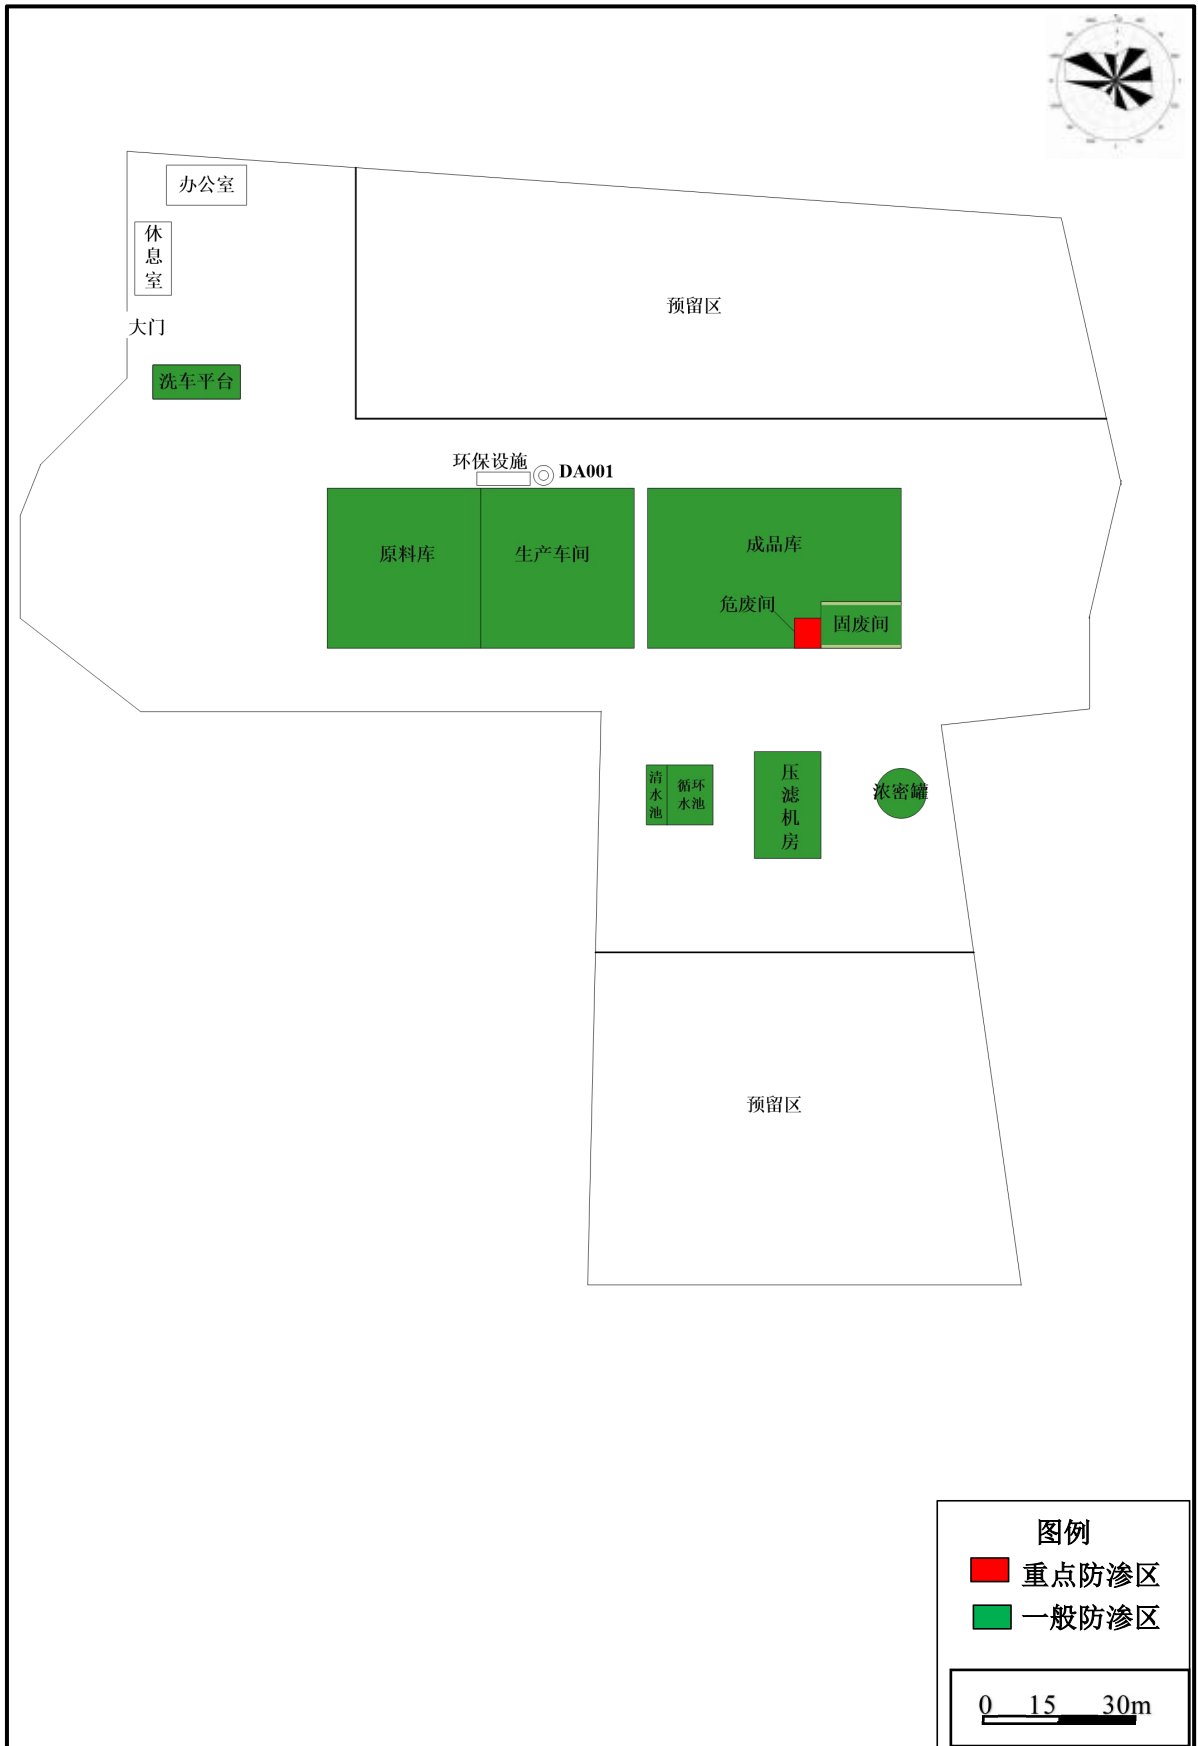 办公室
休息室
大门
洗车平台
预留区
环保设施
DA001
原料库
生产车间
成品库
危废间
固废间
清水池
循环
水池
压滤机房
浓密罐
预留区
图例
重点防渗区
一般防渗区
0 15 30m